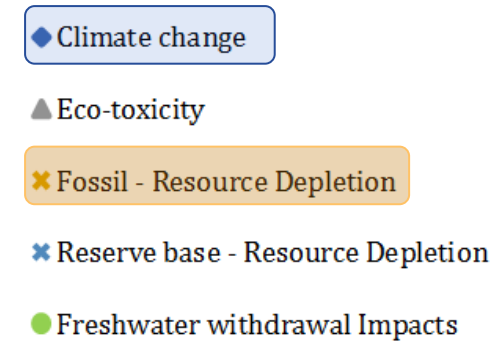 Climate change
Eco-toxicity
Fossil - Resource Depletion
Reserve base - Resource Depletion
Freshwater withdrawal Impacts